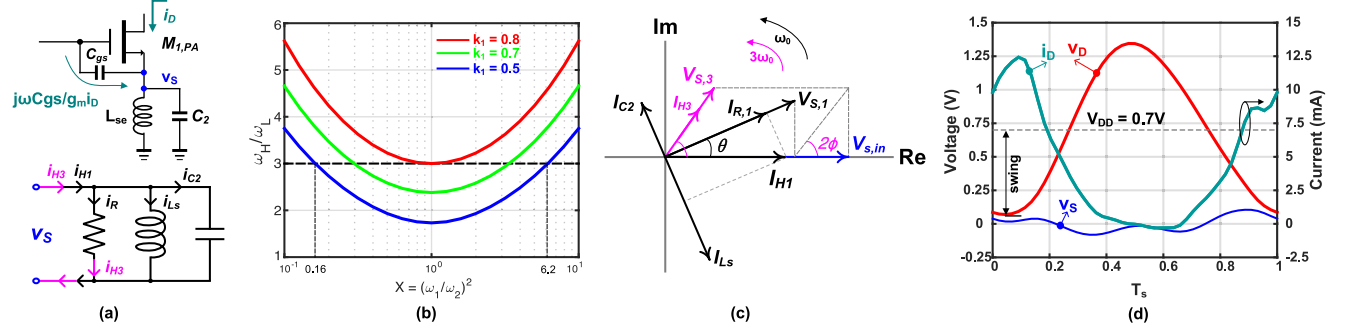 i_D
M_1,PA
C_gs
v_S
jωCgs/g_m i_D
L_se
C_2
i_H3
i_H1
i_C2
i_R
i_Ls
v_S
i_H3
(a)
k_1 = 0.8
k_1 = 0.7
k_1 = 0.5
ω_H/ω_L
6
5
4
3
2
1
10^-1
0.16
10^0
6.2
10^1
X = (ω_1/ω_2)^2
(b)
Im
ω_0
3ω_0
V_S,3
I_C2
I_H3
I_R,1
V_S,1
θ
2ϕ
V_s,in
Re
I_H1
I_Ls
(c)
Voltage (V)
1.5
1.25
1
0.75
0.5
0.25
0
-0.25
i_D
v_D
V_DD = 0.7V
swing
v_S
15
12.5
10
7.5
5
2.5
0
-2.5
Current (mA)
0
0.2
0.4
0.6
0.8
1
T_s
(d)